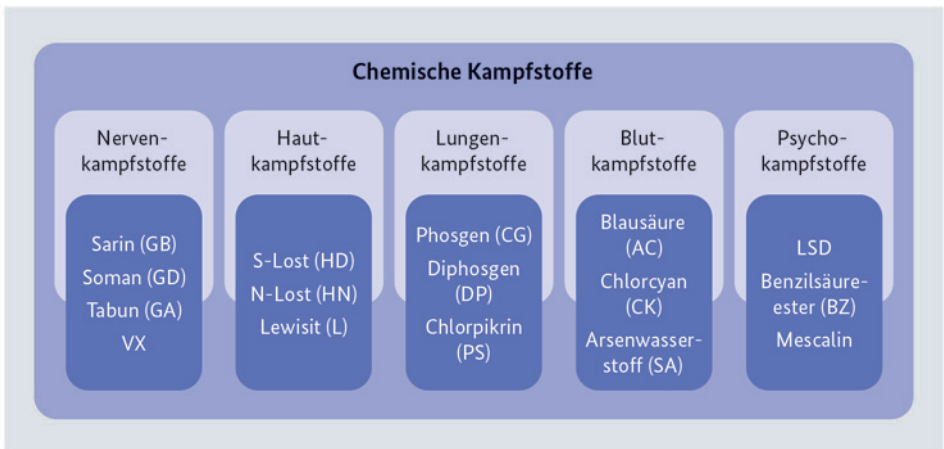 Chemische Kampfstoffe
Nerven-
kampfstoffe
Sarin (GB)
Soman (GD)
Tabun (GA)
VX
Haut-
kampfstoffe
S-Lost (HD)
N-Lost (HN)
Lewisit (L)
Lungen-
kampfstoffe
Phosgen (CG)
Diphosgen
(DP)
Chlorpikrin
(PS)
Blut-
kampfstoffe
Blausäure
(AC)
Chlorcyan
(CK)
Arsenwasser-
stoff (SA)
Psycho-
kampfstoffe
LSD
Benzilsäure-
ester (BZ)
Mescalin